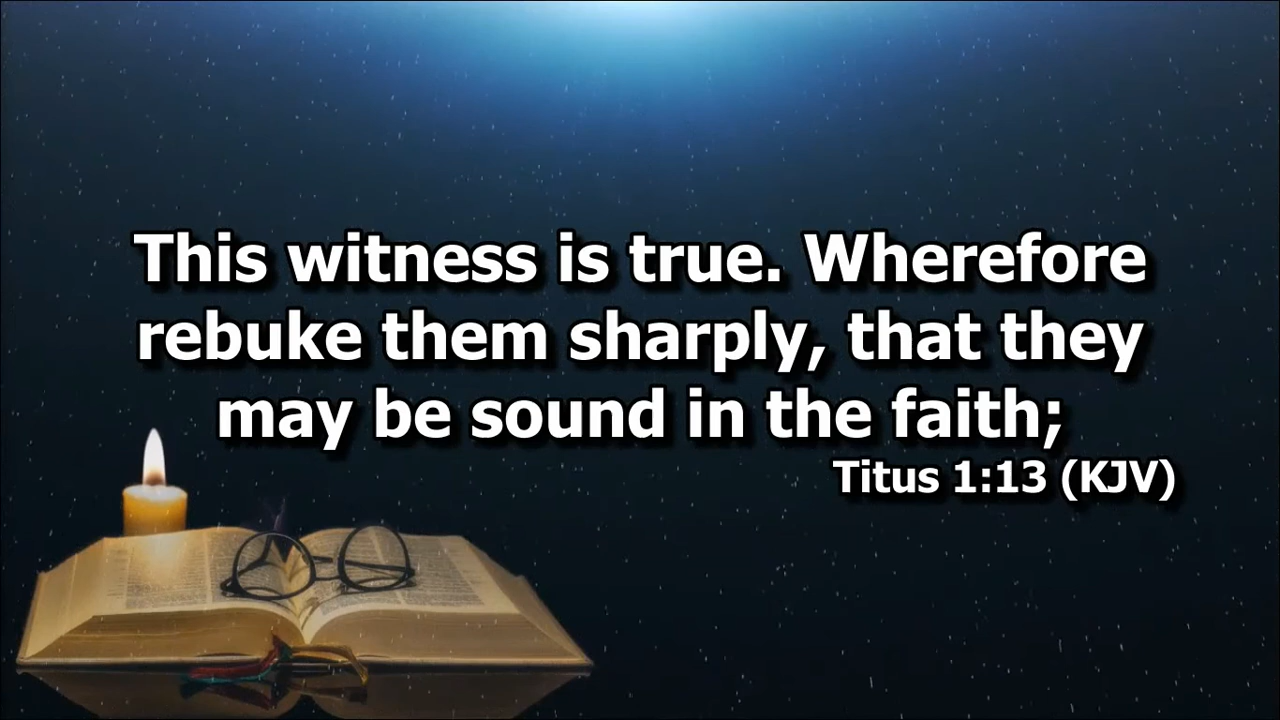 This witness is true. Wherefore
rebuke them sharply, that they
may be sound in the faith;
Titus 1:13 (KJV)